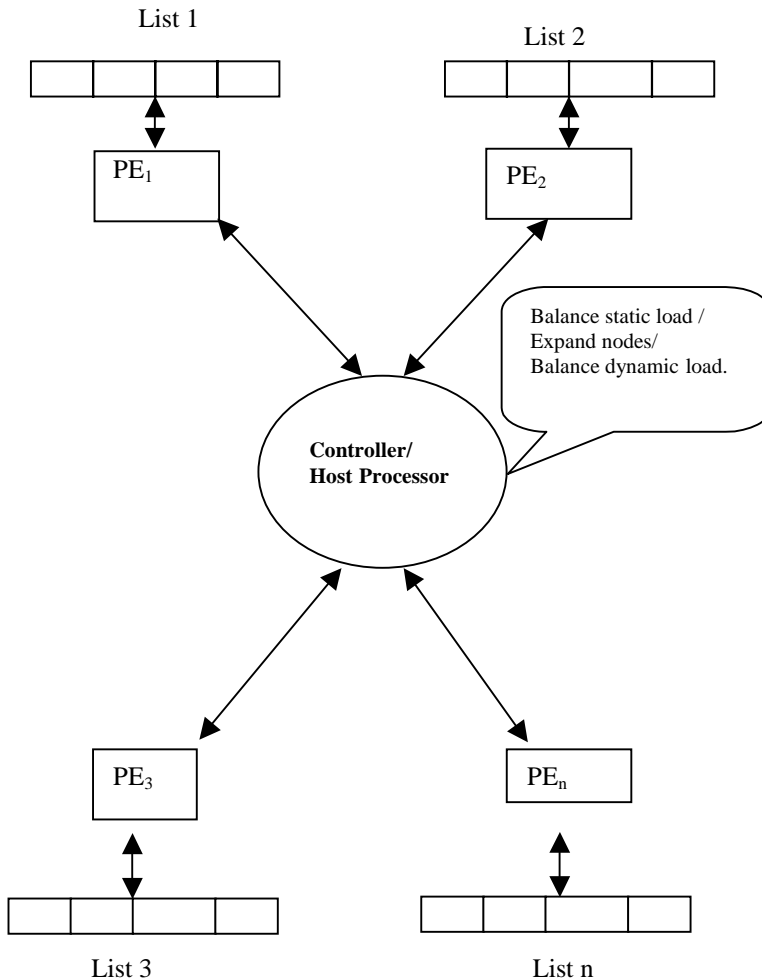 List 1
List 2
PE₁
PE₂
Balance static load /
Expand nodes/
Balance dynamic load.
Controller/
Host Processor
PE₃
PEₙ
List 3
List n